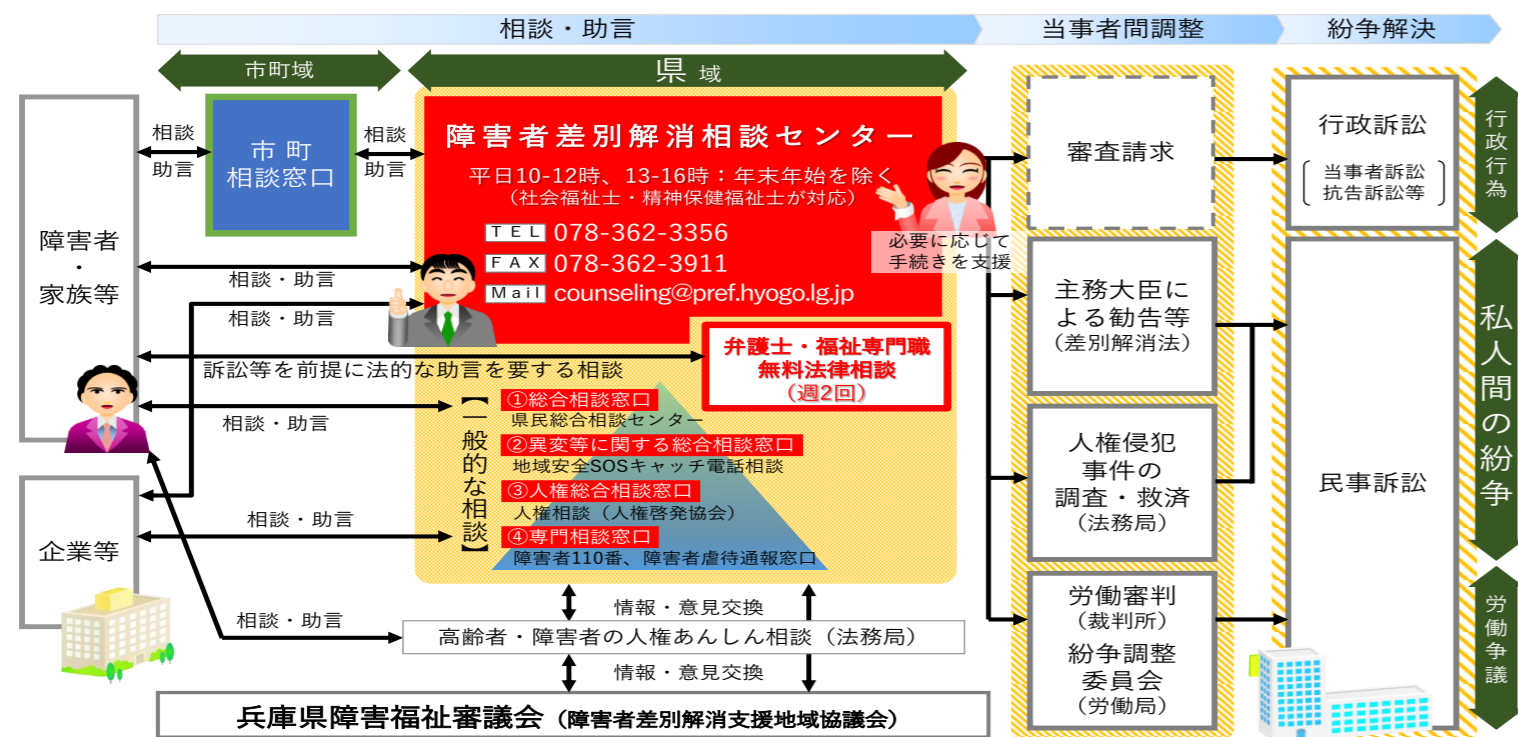 相談・助言
当事者間調整
紛争解決
市町域
県 域
障害者
・
家族等
企業等
相談
助言
市 町
相談窓口
相談
助言
障害者差別解消相談センター
平日10-12時、13-16時：年末年始を除く
（社会福祉士・精神保健福祉士が対応）
TEL 078-362-3356
FAX 078-362-3911
Mail counseling@pref.hyogo.lg.jp
必要に応じて
手続きを支援
相談・助言
相談・助言
訴訟等を前提に法的な助言を要する相談
弁護士・福祉専門職
無料法律相談
（週2回）
相談・助言
【一般的な相談】
①総合相談窓口
県民総合相談センター
②異変等に関する総合相談窓口
地域安全SOSキャッチ電話相談
③人権総合相談窓口
人権相談（人権啓発協会）
④専門相談窓口
障害者110番、障害者虐待通報窓口
相談・助言
相談・助言
情報・意見交換
高齢者・障害者の人権あんしん相談（法務局）
情報・意見交換
兵庫県障害福祉審議会（障害者差別解消支援地域協議会）
審査請求
主務大臣に
よる勧告等
（差別解消法）
人権侵犯
事件の
調査・救済
（法務局）
労働審判
（裁判所）
紛争調整
委員会
（労働局）
行政訴訟
〔当事者訴訟
抗告訴訟等〕
民事訴訟
行政行為
私人間の紛争
労働争議